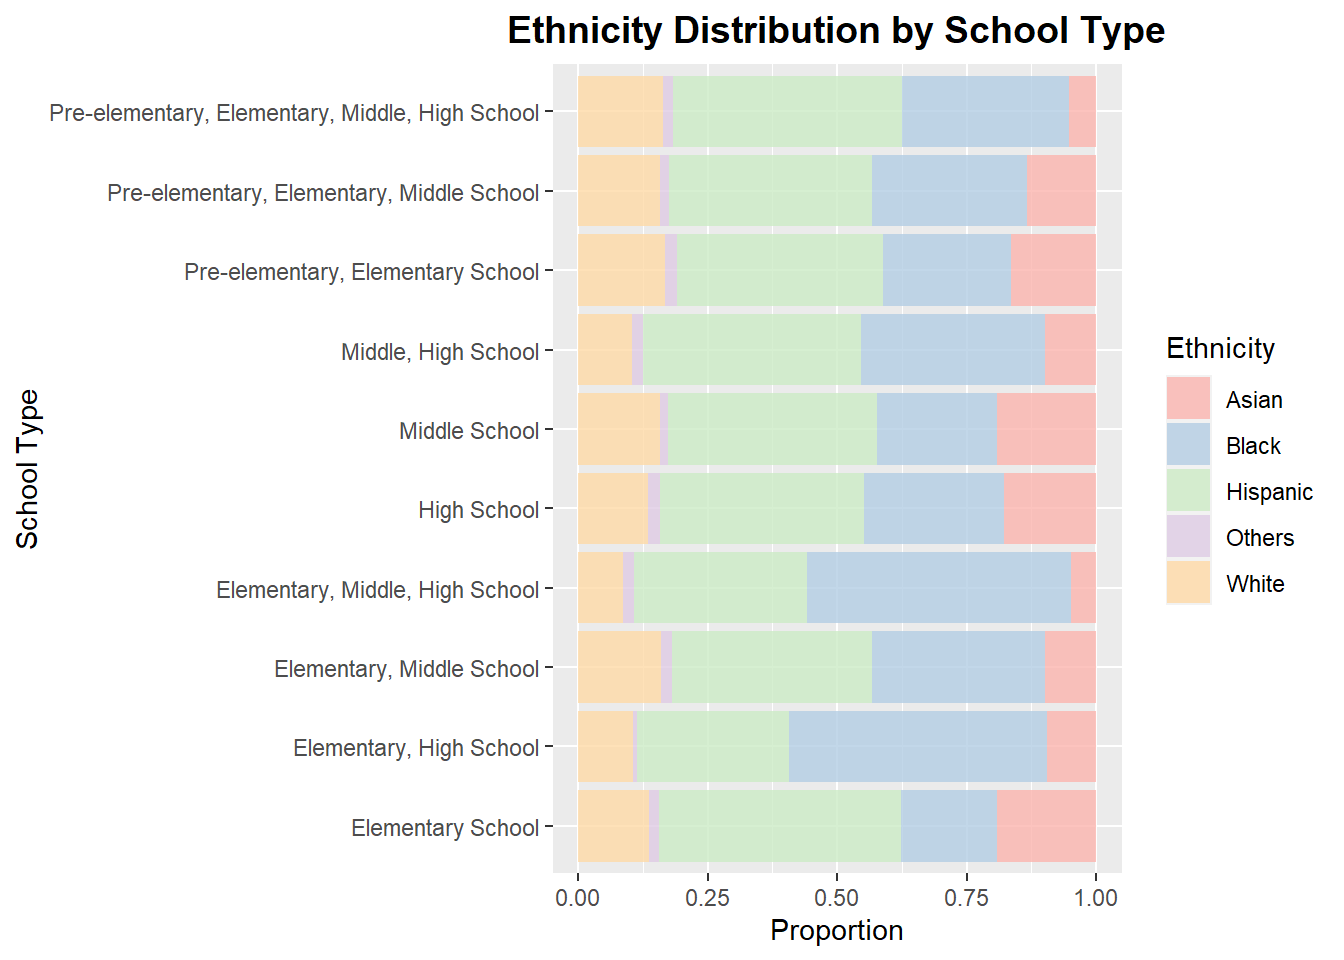 Ethnicity Distribution by School Type
Pre-elementary, Elementary, Middle, High School
Pre-elementary, Elementary, Middle School
Pre-elementary, Elementary School
Middle, High School
Middle School
High School
Elementary, Middle, High School
Elementary, Middle School
Elementary, High School
Elementary School
School Type
0.00 0.25 0.50 0.75 1.00
Proportion
Ethnicity
Asian
Black
Hispanic
Others
White